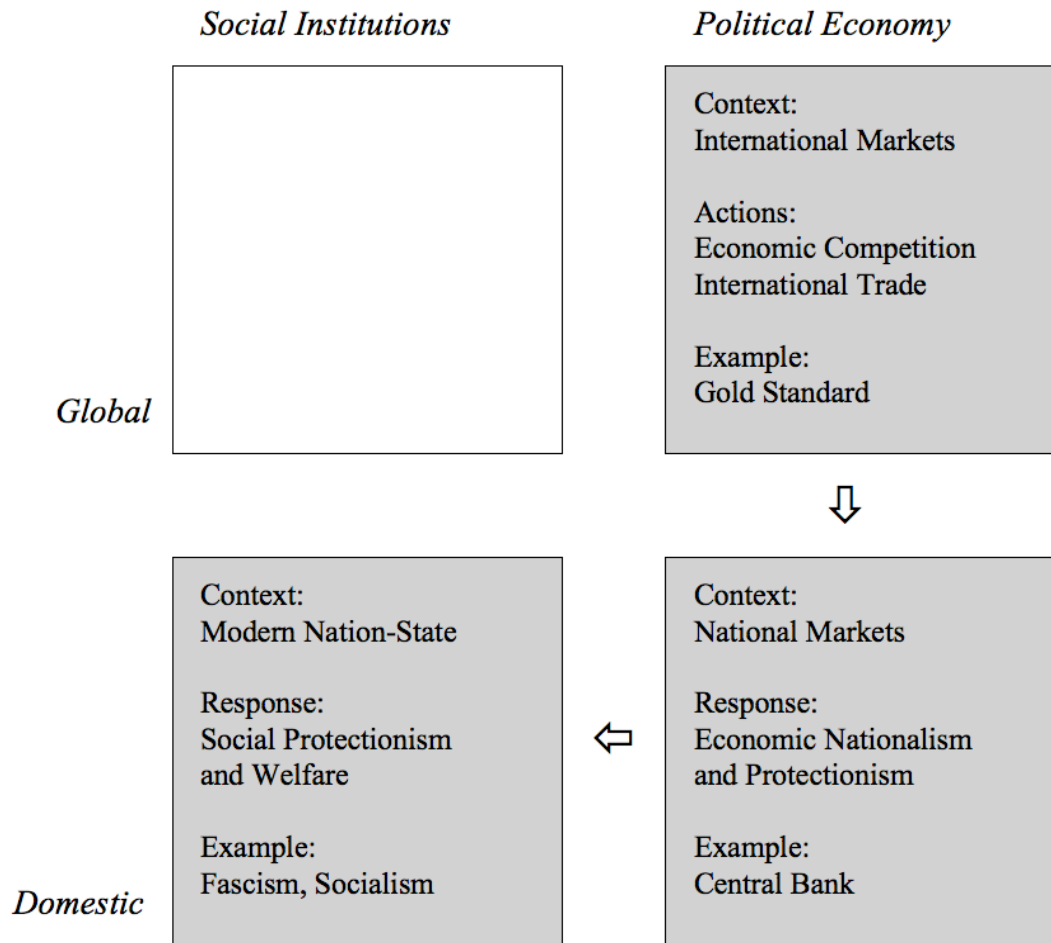 Social Institutions
Political Economy
Context:
International Markets
Actions:
Economic Competition
International Trade
Example:
Gold Standard
Global
Context:
Modern Nation-State
Response:
Social Protectionism
and Welfare
Example:
Fascism, Socialism
Context:
National Markets
Response:
Economic Nationalism
and Protectionism
Example:
Central Bank
Domestic